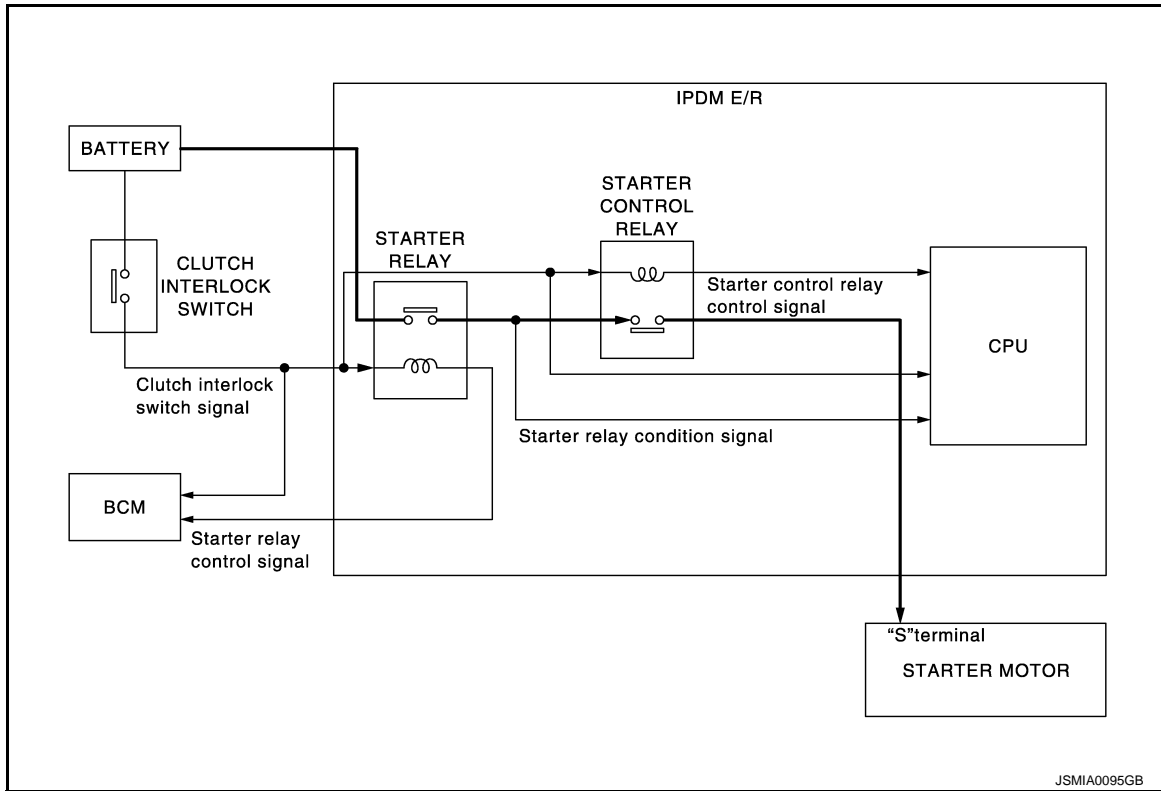 IPDM E/R
BATTERY
STARTER
CONTROL
RELAY
STARTER
RELAY
CLUTCH
INTERLOCK
SWITCH
Starter control relay
control signal
CPU
Clutch interlock
switch signal
Starter relay condition signal
BCM
Starter relay
control signal
“S”terminal
STARTER MOTOR
JSMIA0095GB